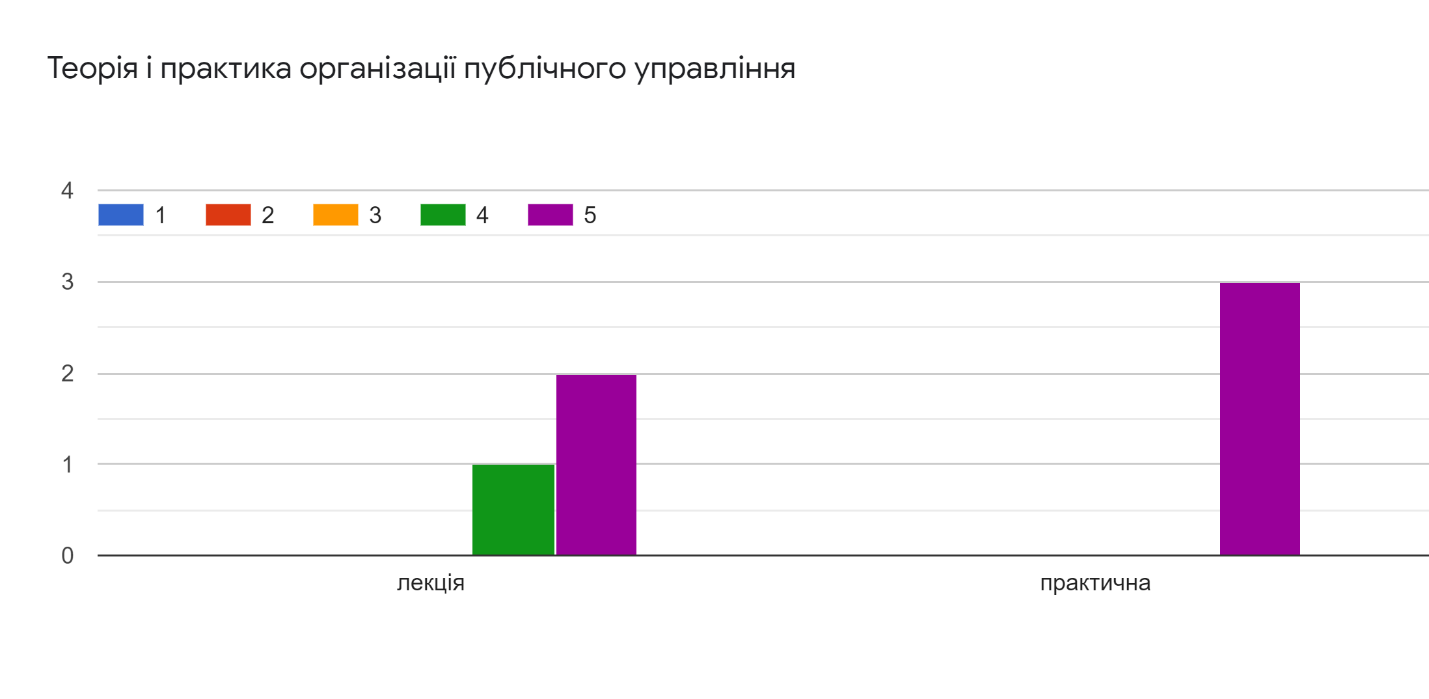 Теорія і практика організації публічного управління
4
1 2 3 4 5
3
2
1
0
лекція практична